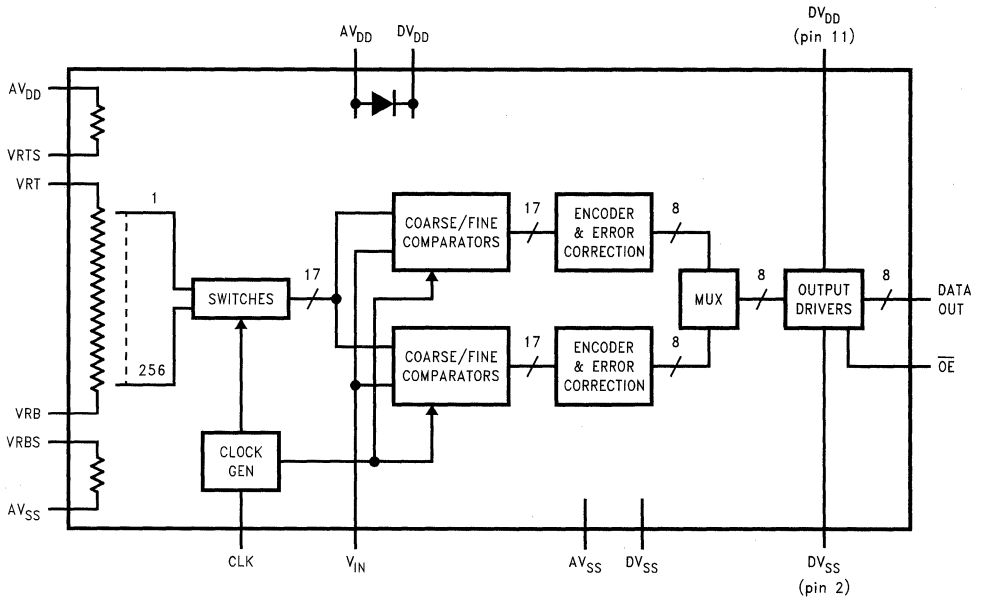 AVDD
DVDD
DVDD
(pin 11)
AVDD
VRTS
VRT
1
256
VRB
VRBS
AVSS
SWITCHES
17
CLOCK
GEN
COARSE/FINE
COMPARATORS
17
ENCODER
& ERROR
CORRECTION
8
COARSE/FINE
COMPARATORS
17
ENCODER
& ERROR
CORRECTION
8
MUX
8
OUTPUT
DRIVERS
8
DATA
OUT
OE
CLK
VIN
AVSS
DVSS
DVSS
(pin 2)